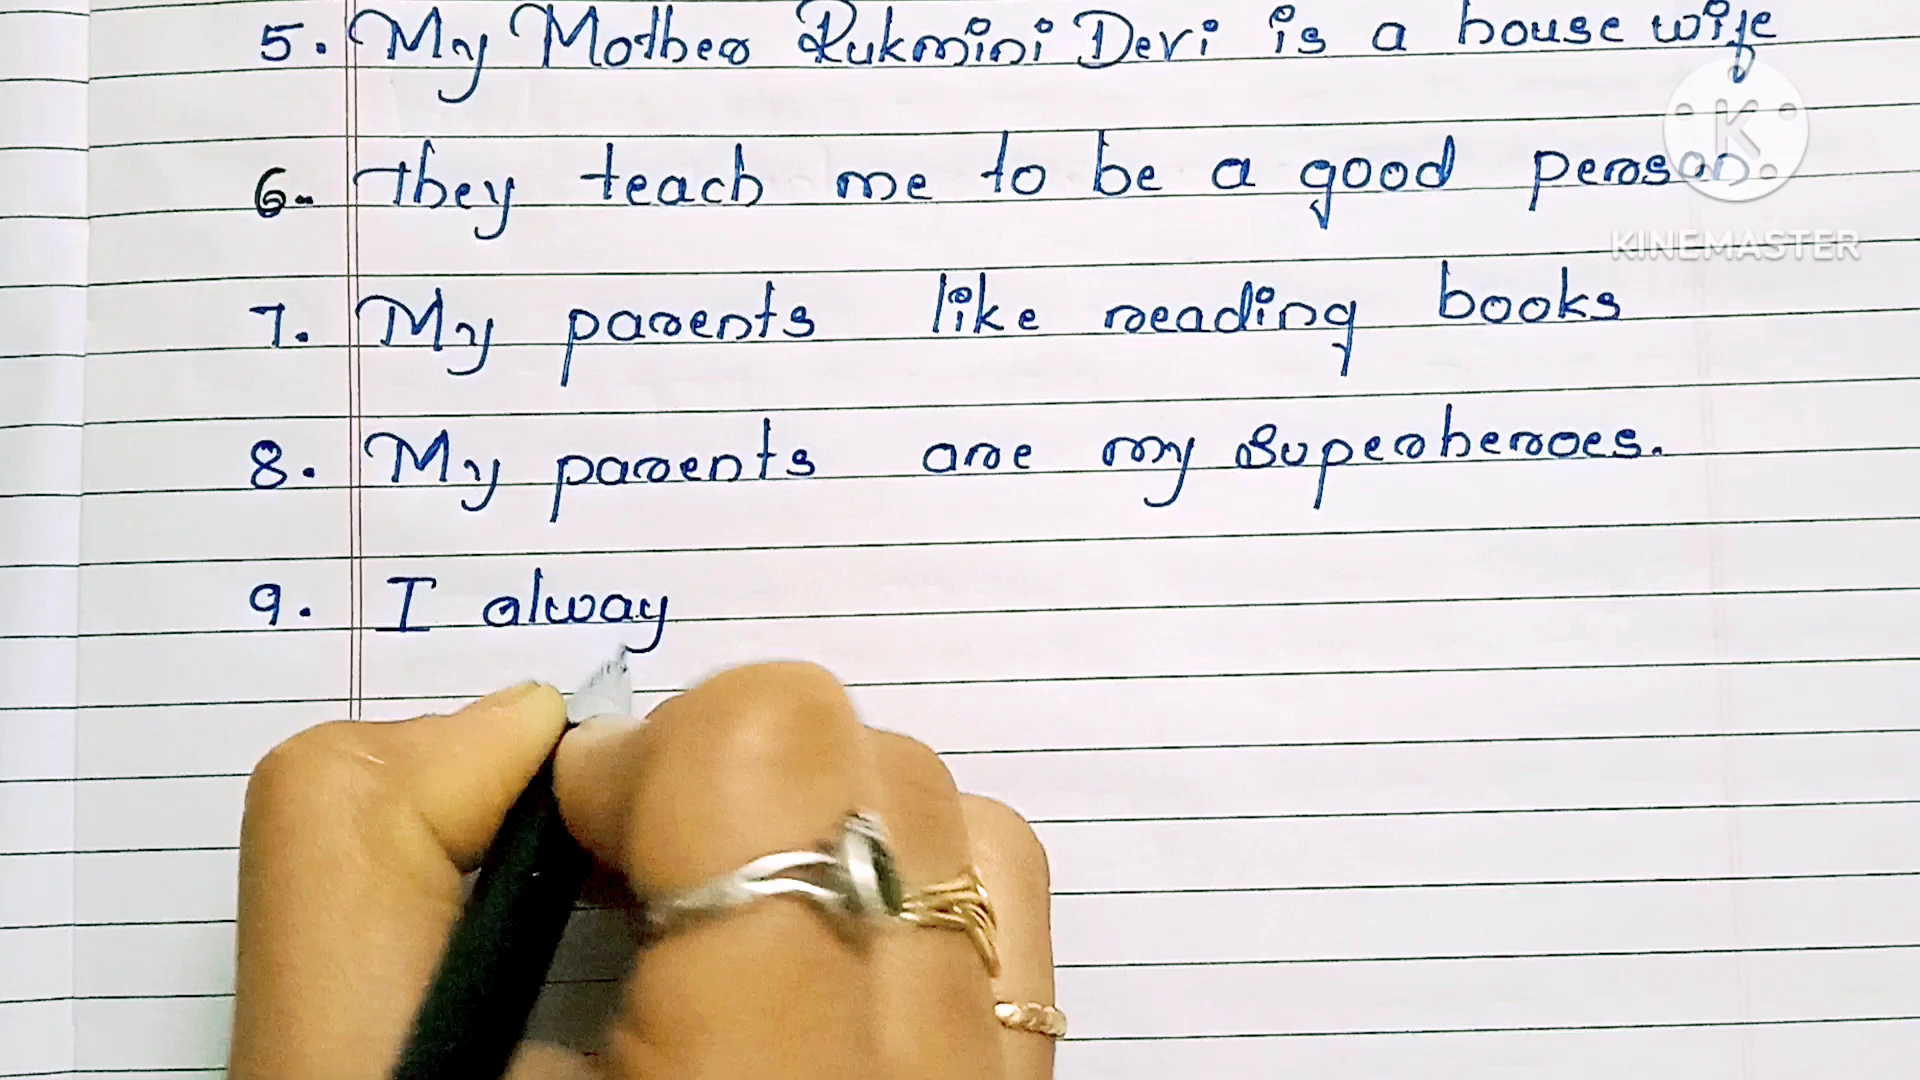 5. My Mother Rukmini Devi is a house wife
6. They teach me to be a good person.
K
KINEMASTER
7. My parents like reading books
8. My parents are my Superheroes.
9. I alway